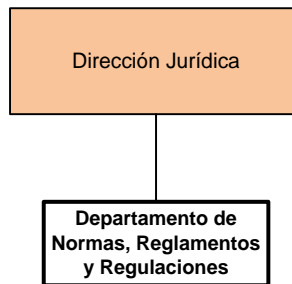 Dirección Jurídica
Departamento de
Normas, Reglamentos
y Regulaciones